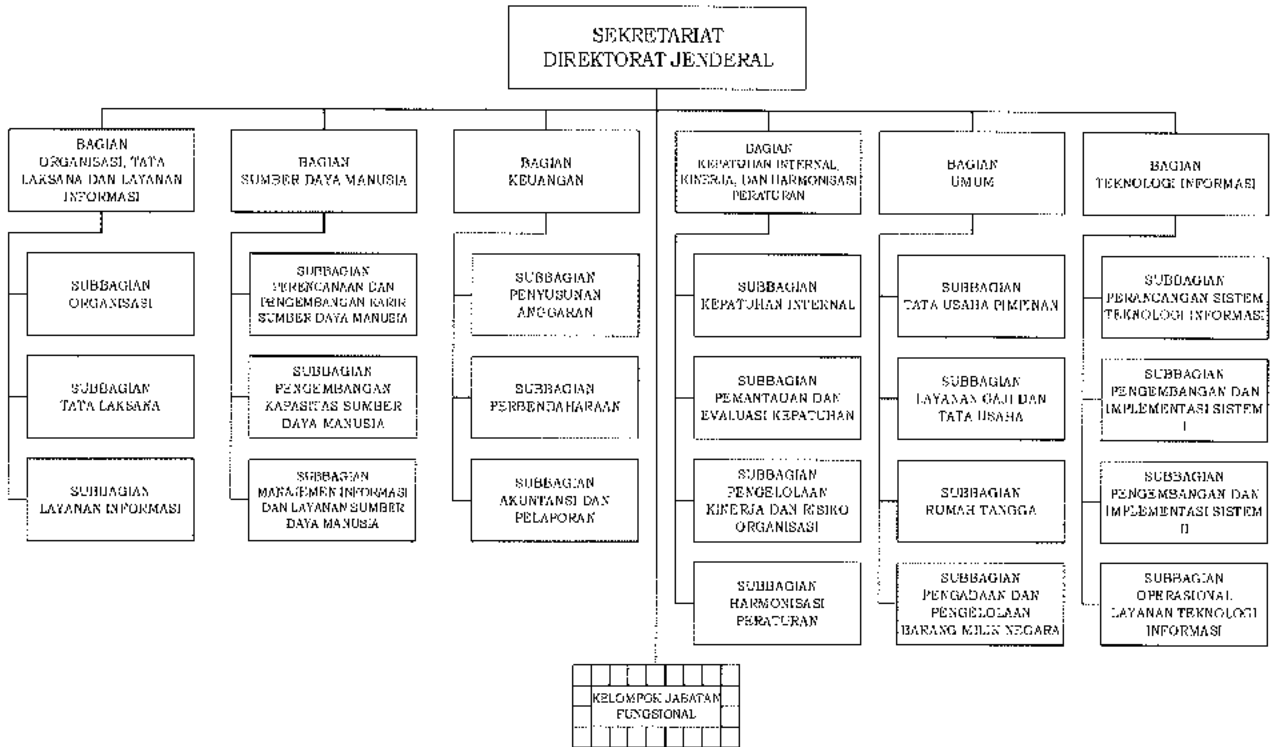 SEKRETARIAT
DIREKTORAT JENDERAL
BAGIAN
ORGANISASI, TATA
LAKSANA DAN LAYANAN
INFORMASI
BAGIAN
SUMBER DAYA MANUSIA
BAGIAN
KEUANGAN
BAGIAN
KEPATUHAN INTERNAL,
KINERJA, DAN HARMONISASI
PERATURAN
BAGIAN
UMUM
BAGIAN
TEKNOLOGI INFORMASI
SUBBAGIAN
ORGANISASI
SUBBAGIAN
PERENCANAAN DAN
PENGEMBANGAN KARIR
SUMBER DAYA MANUSIA
SUBBAGIAN
PENYUSUNAN
ANGGARAN
SUBBAGIAN
KEPATUHAN INTERNAL
SUBBAGIAN
TATA USAHA PIMPINAN
SUBBAGIAN
PERANCANGAN SISTEM
TEKNOLOGI INFORMASI
SUBBAGIAN
TATA LAKSANA
SUBBAGIAN
PENGEMBANGAN
KAPASITAS SUMBER
DAYA MANUSIA
SUBBAGIAN
PERBENDAHARAAN
SUBBAGIAN
PEMANTAUAN DAN
EVALUASI KEPATUHAN
SUBBAGIAN
LAYANAN GAJI DAN
TATA USAHA
SUBBAGIAN
PENGEMBANGAN DAN
IMPLEMENTASI SISTEM
I
SUBBAGIAN
LAYANAN INFORMASI
SUBBAGIAN
MANAJEMEN INFORMASI
DAN LAYANAN SUMBER
DAYA MANUSIA
SUBBAGIAN
AKUNTANSI DAN
PELAPORAN
SUBBAGIAN
PENGELOLAAN
KINERJA DAN RISIKO
ORGANISASI
SUBBAGIAN
RUMAH TANGGA
SUBBAGIAN
PENGEMBANGAN DAN
IMPLEMENTASI SISTEM
II
SUBBAGIAN
HARMONISASI
PERATURAN
SUBBAGIAN
PENGADAAN DAN
PENGELOLAAN
BARANG MILIK NEGARA
SUBBAGIAN
OPERASIONAL
LAYANAN TEKNOLOGI
INFORMASI
KELOMPOK JABATAN
FUNGSIONAL